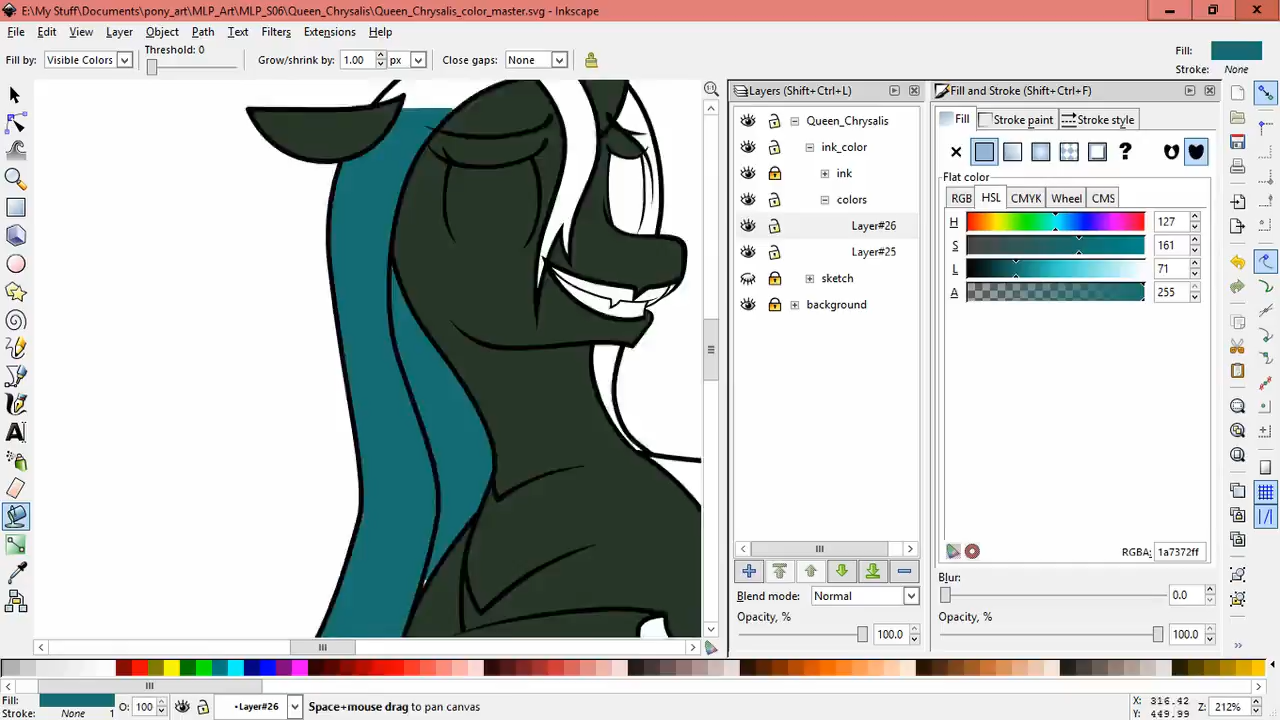 E:\My Stuff\Documents\pony_art\MLP_Art\MLP_S06\Queen_Chrysalis\Queen_Chrysalis_color_master.svg - Inkscape
File Edit View Layer Object Path Text Filters Extensions Help
Fill by: Visible Colors Threshold: 0 Grow/shrink by: 1.00 px Close gaps: None
Fill:
Stroke: None
Layers (Shift+Ctrl+L)
Queen_Chrysalis
ink_color
ink
colors
Layer#26
Layer#25
sketch
background
Blend mode: Normal
Opacity, % 100.0
Fill and Stroke (Shift+Ctrl+F)
Fill Stroke paint Stroke style
Flat color
RGB HSL CMYK Wheel CMS
H 127
S 161
L 71
A 255
RGBA: 1a7372ff
Blur:
0.0
Opacity, %
100.0
Fill:
Stroke: None 1 O: 100 •Layer#26 Space+mouse drag to pan canvas
X: 316.42
Y: 449.99
Z: 212%